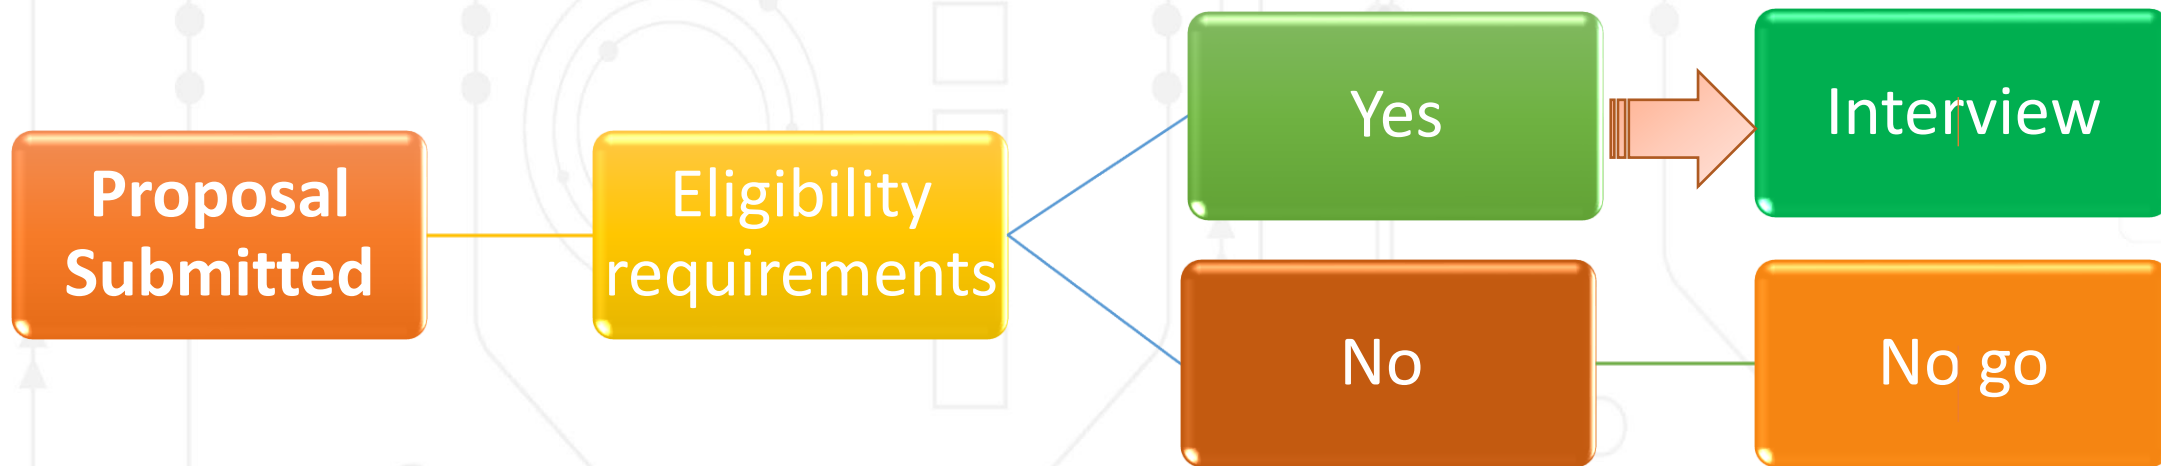 Proposal
Submitted
Eligibility
requirements
Yes
Interview
No
No go